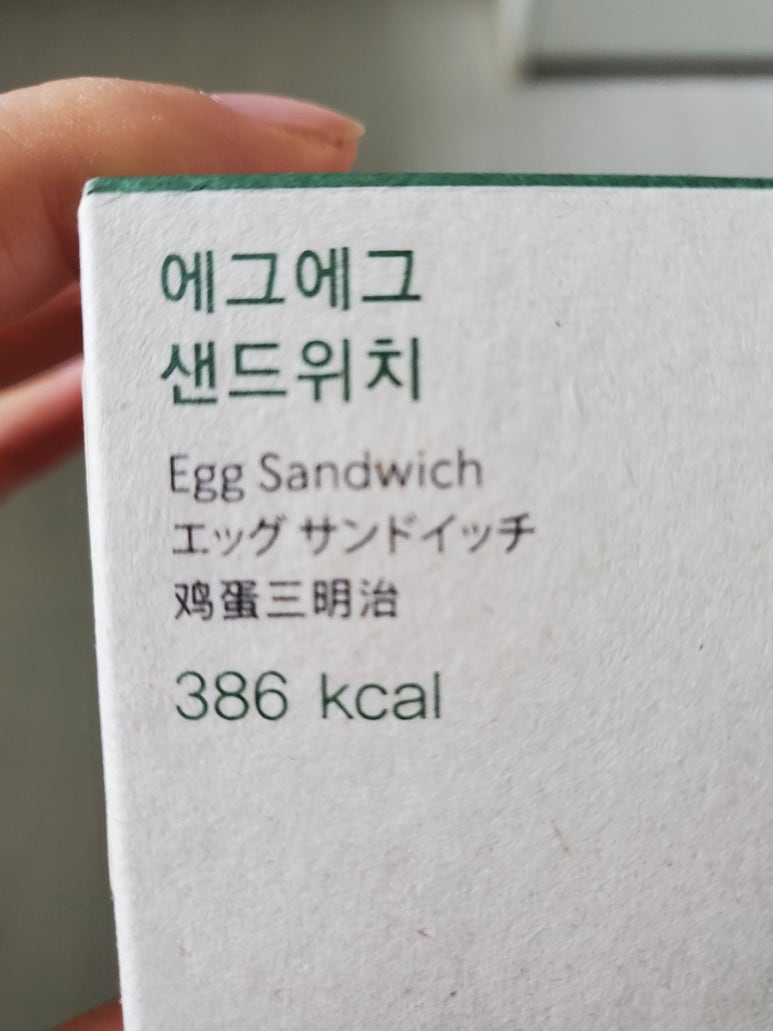 에그에그
샌드위치
Egg Sandwich
エッグ サンドイッチ
鸡蛋三明治
386 kcal